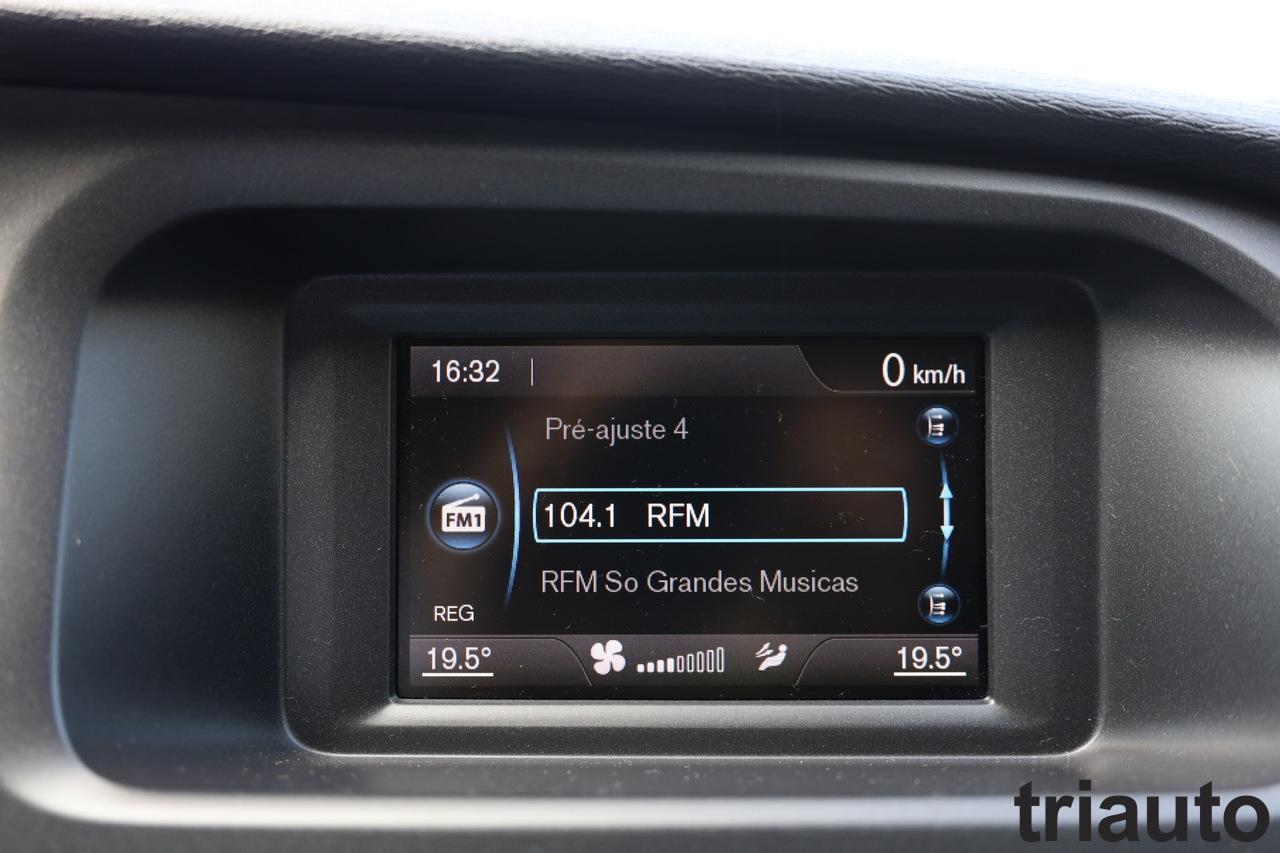 16:32
0 km/h
Pré-ajuste 4
FM1
104.1 RFM
RFM So Grandes Musicas
REG
19.5° 19.5°
triauto